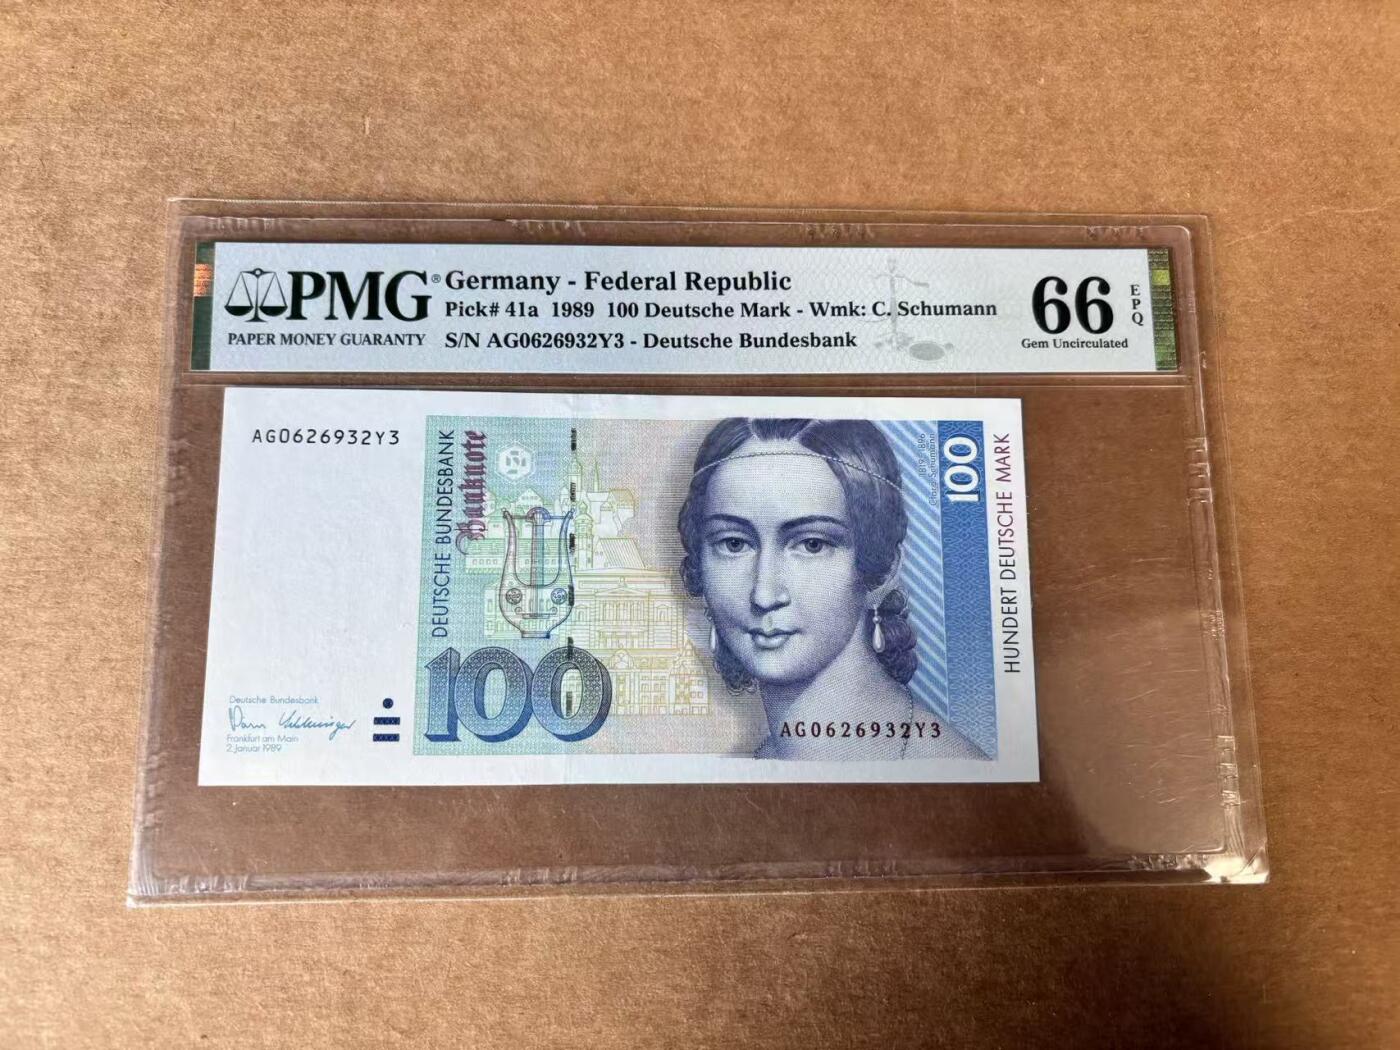 PMG®
PAPER MONEY GUARANTY
Germany - Federal Republic
Pick# 41a 1989 100 Deutsche Mark - Wmk: C. Schumann
S/N AG0626932Y3 - Deutsche Bundesbank
66
EPQ
Gem Uncirculated
AG0626932Y3
DEUTSCHE BUNDESBANK
Banknote
1819-1896
Clara Schumann
100
HUNDERT DEUTSCHE MARK
100
Deutsche Bundesbank
Frankfurt am Main
2. Januar 1989
AG0626932Y3